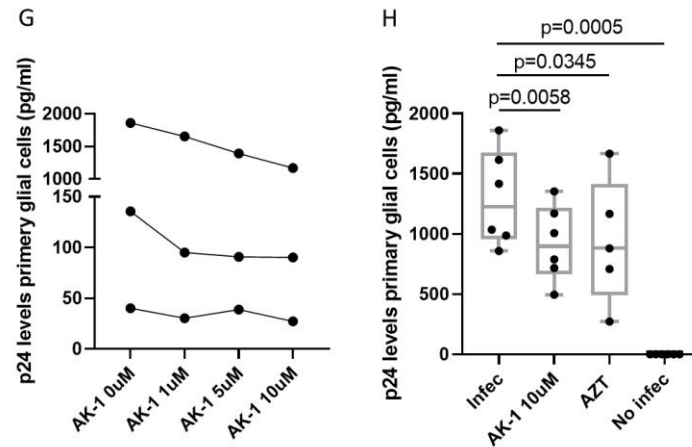 G
p24 levels primery glial cells (pg/ml)
2000
1500
1000
150
100
50
0
AK-1 0uM
AK-1 1uM
AK-1 5uM
AK-1 10uM
H
p=0.0005
p=0.0345
p=0.0058
p24 levels primary glial cells (pg/ml)
2000
1500
1000
500
0
Infec
AK-1 10uM
AZT
No infec